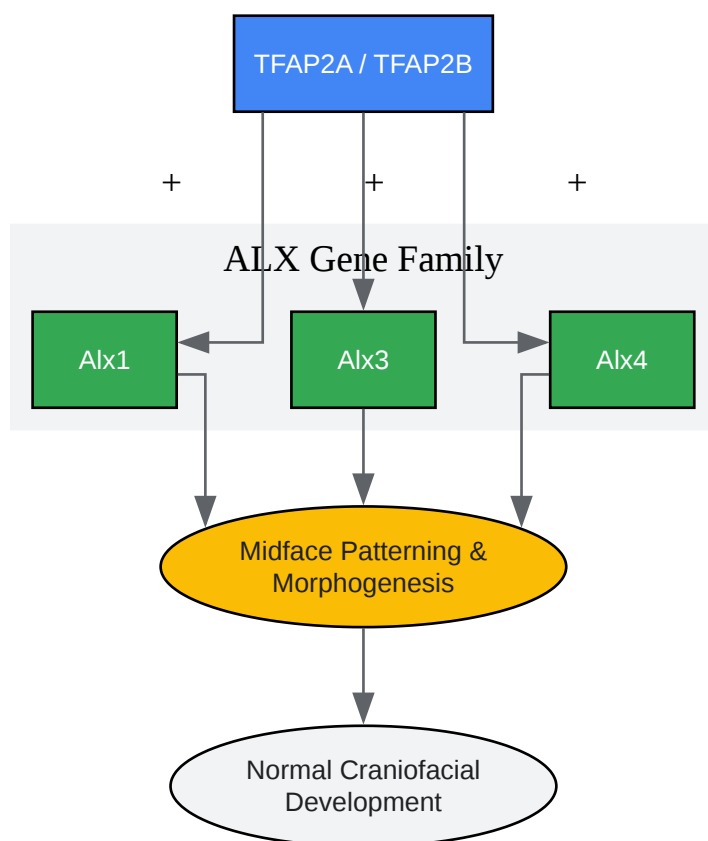 TFAP2A / TFAP2B
+ + +
ALX Gene Family
Alx1 Alx3 Alx4
Midface Patterning &
Morphogenesis
Normal Craniofacial
Development